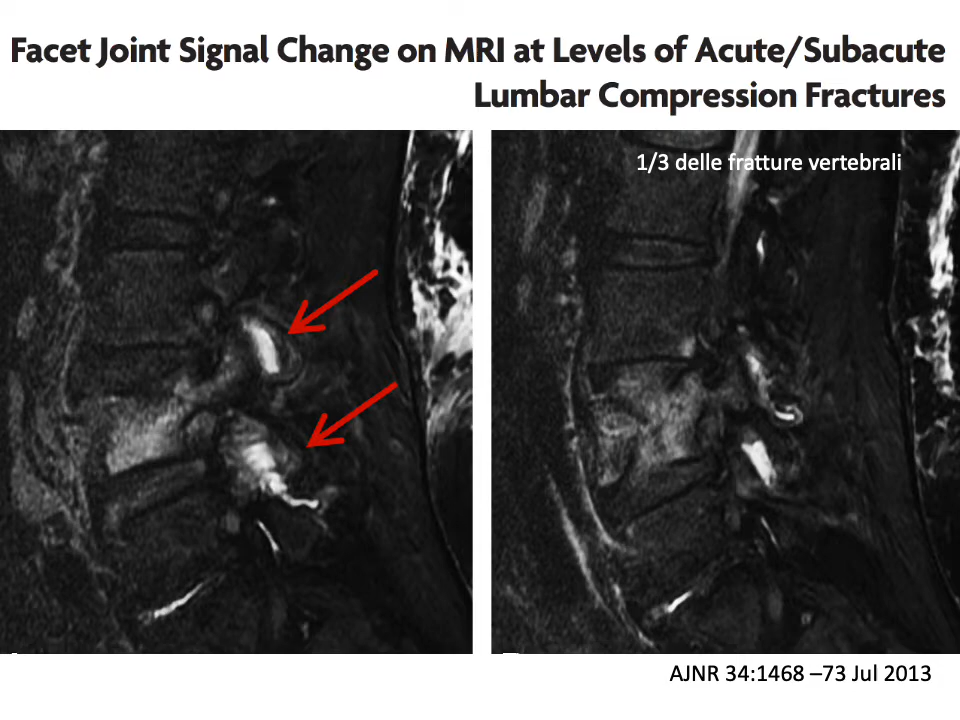 Facet Joint Signal Change on MRI at Levels of Acute/Subacute
Lumbar Compression Fractures
1/3 delle fratture vertebrali
AJNR 34:1468 –73 Jul 2013